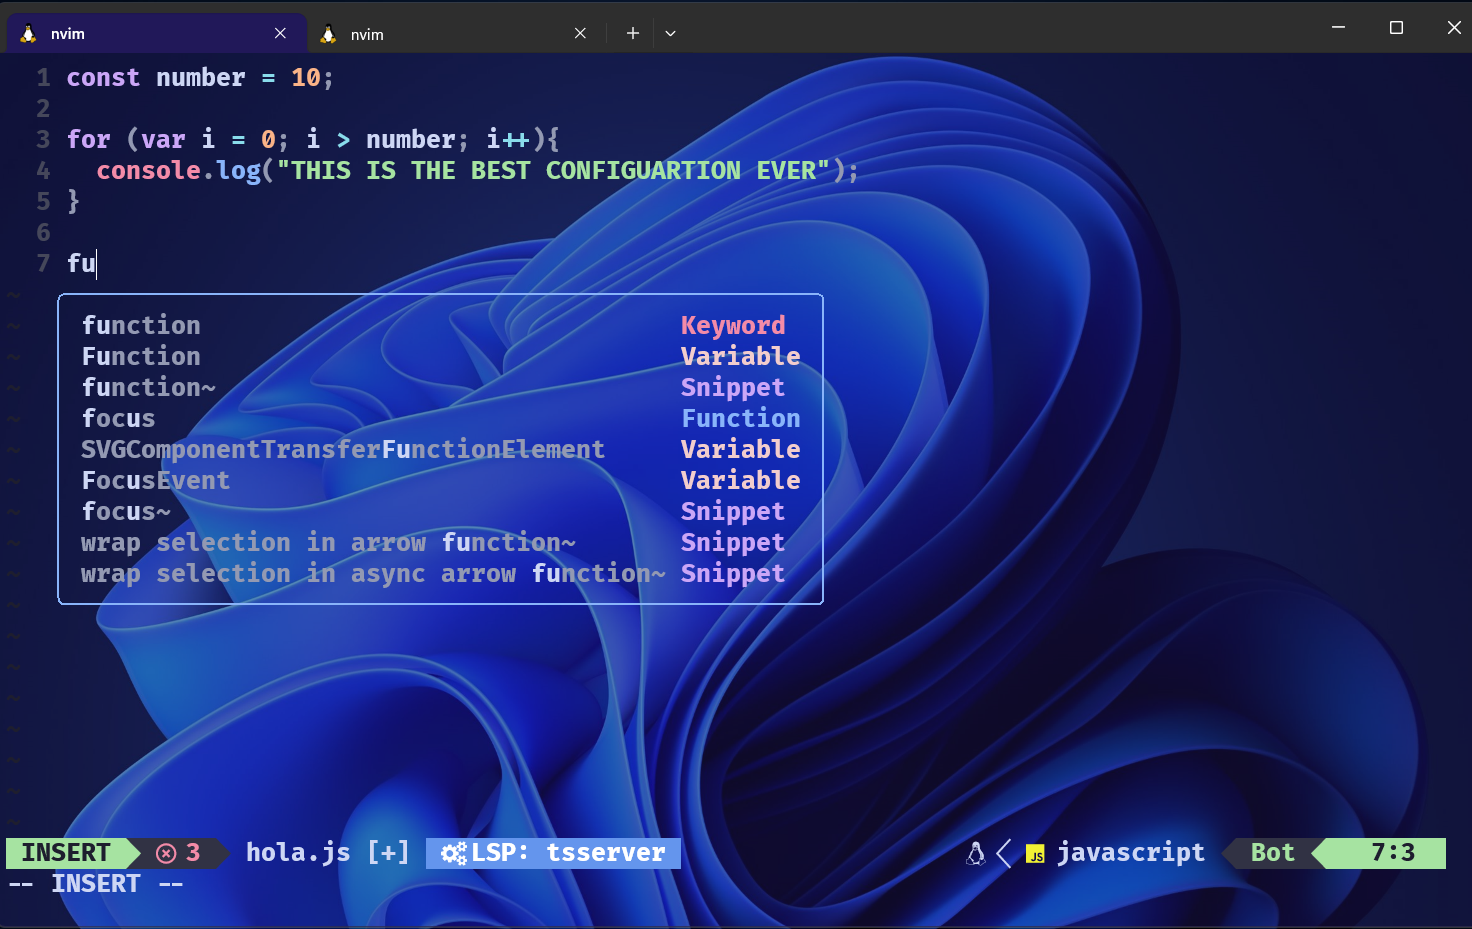 nvim nvim
1 const number = 10;
2
3 for (var i = 0; i > number; i++){
4   console.log("THIS IS THE BEST CONFIGUARTION EVER");
5 }
6
7 fu
~
~ function Keyword
~ Function Variable
~ function~ Snippet
~ focus Function
~ SVGComponentTransferFunctionElement Variable
~ FocusEvent Variable
~ focus~ Snippet
~ wrap selection in arrow function~ Snippet
~ wrap selection in async arrow function~ Snippet
~
~
~
~
~
~
~
~
INSERT 3 hola.js [+] LSP: tsserver JS javascript Bot 7:3
-- INSERT --